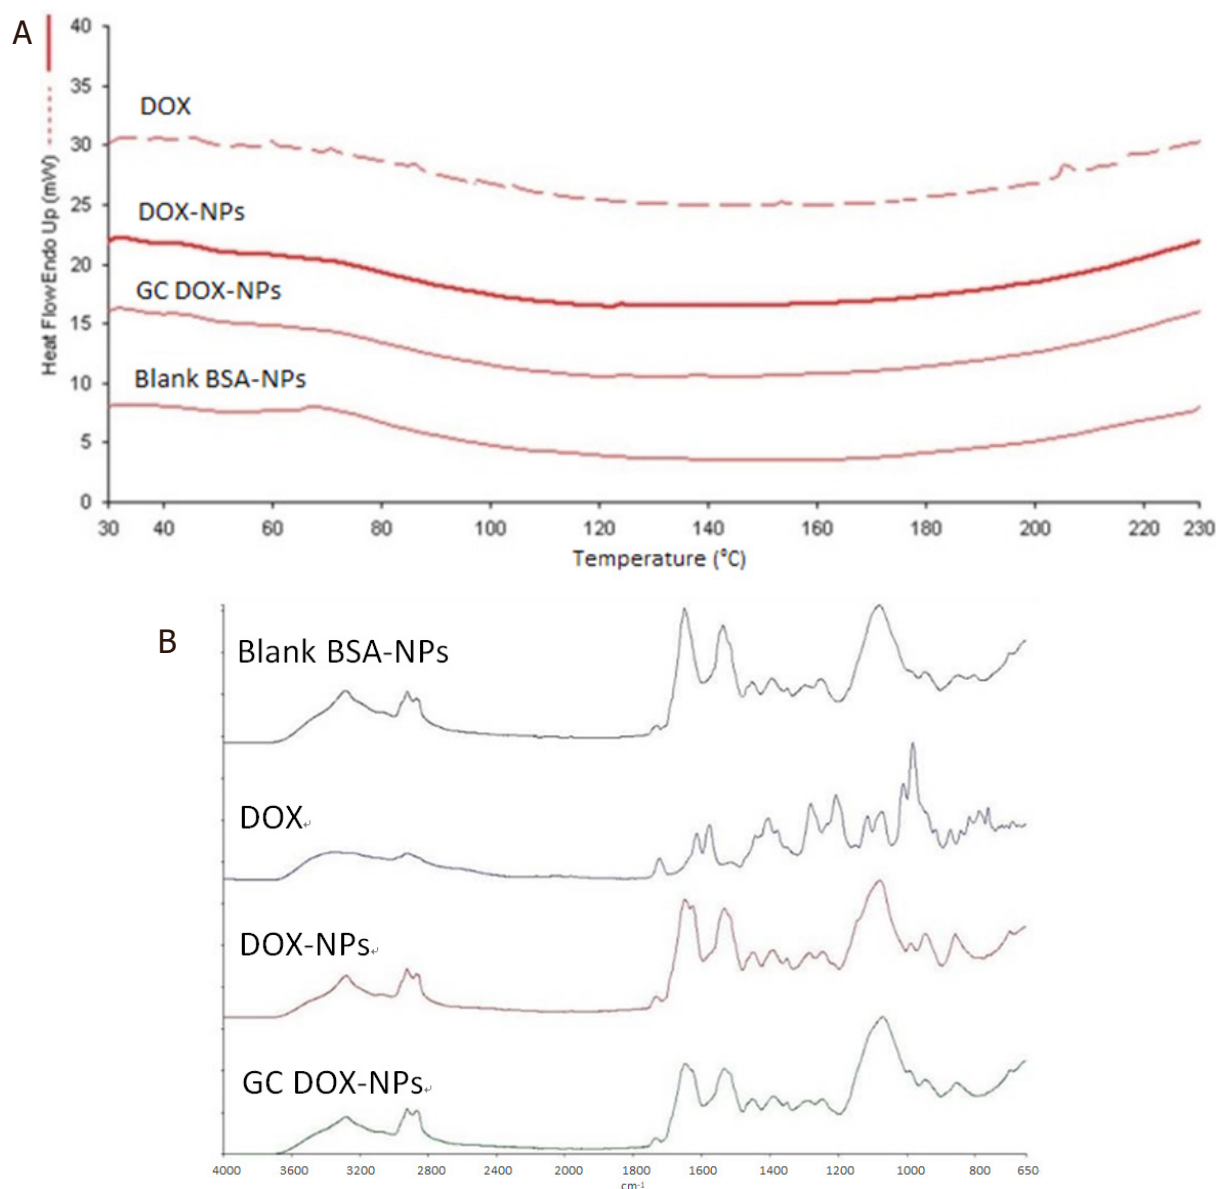 A
40
35
DOX
30
25
DOX-NPs
20
GC DOX-NPs
15
Blank BSA-NPs
10
5
0
Heat Flow Endo Up (mW)
30 40 60 80 100 120 140 160 180 200 220 230
Temperature (°C)
B
Blank BSA-NPs
DOX
DOX-NPs
GC DOX-NPs
4000 3600 3200 2800 2400 2000 1800 1600 1400 1200 1000 800 650
cm-1